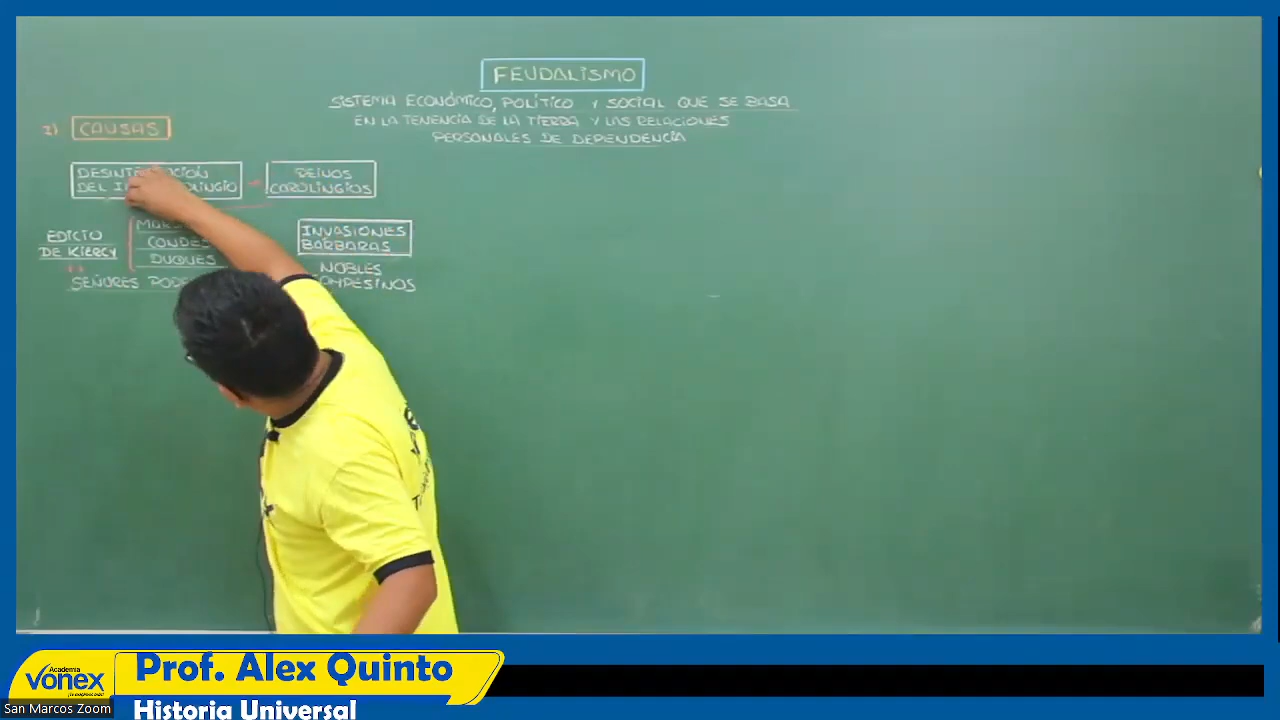 FEUDALISMO
SISTEMA ECONÓMICO, POLÍTICO Y SOCIAL QUE SE BASA
EN LA TENENCIA DE LA TIERRA Y LAS RELACIONES
PERSONALES DE DEPENDENCIA
I) CAUSAS
DEL
REINOS
CAROLINGIOS
EDICTO
DE KIERCY
CONDES
DUQUES
SEÑORES
INVASIONES
BARBARAS
NOBLES
Academia
vonex
Prof. Alex Quinto
Historia Universal
San Marcos Zoom